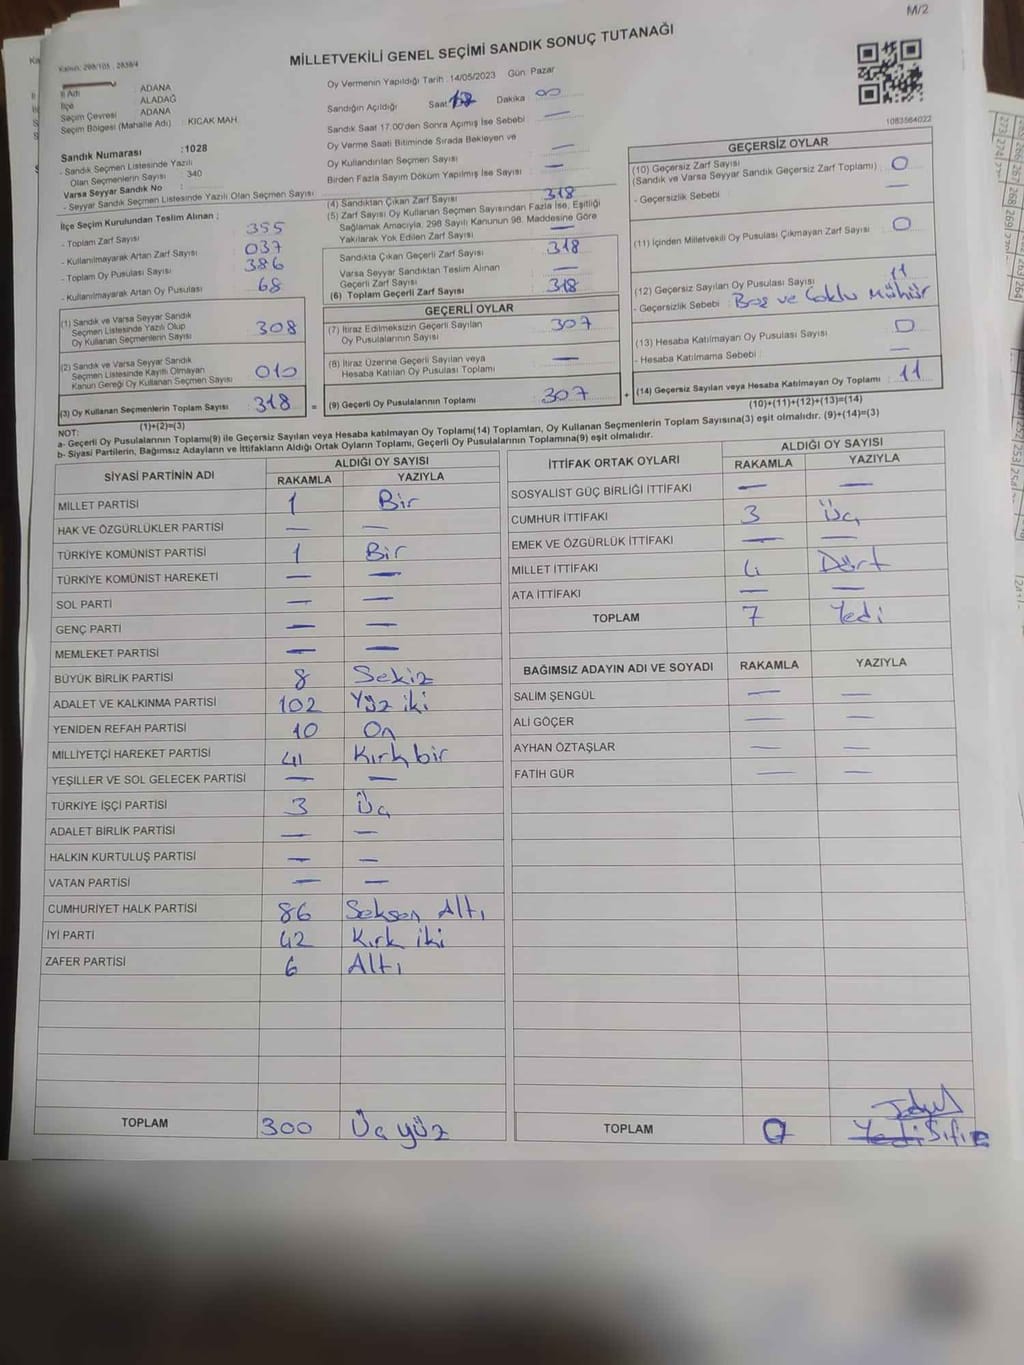 M/2
Kanun: 298/105 : 2838/4
MİLLETVEKİLİ GENEL SEÇİMİ SANDIK SONUÇ TUTANAĞI
İl Adı ADANA
İlçe ALADAĞ
Seçim Çevresi ADANA
Seçim Bölgesi (Mahalle Adı) : KICAK MAH.
Sandık Numarası :1028
- Sandık Seçmen Listesinde Yazılı
Olan Seçmenlerin Sayısı : 340
Varsa Seyyar Sandık No :
- Seyyar Sandık Seçmen Listesinde Yazılı Olan Seçmen Sayısı :
Oy Vermenin Yapıldığı Tarih : 14/05/2023 Gün: Pazar
Sandığın Açıldığı Saat Dakika 00
Sandık Saat 17.00'den Sonra Açılmış İse Sebebi : —
Oy Verme Saati Bitiminde Sırada Bekleyen ve
Oy Kullandırılan Seçmen Sayısı : —
Birden Fazla Sayım Döküm Yapılmış İse Sayısı : —
1083564022
İlçe Seçim Kurulundan Teslim Alınan ;
- Toplam Zarf Sayısı : 355
- Kullanılmayarak Artan Zarf Sayısı : 037
- Toplam Oy Pusulası Sayısı : 386
- Kullanılmayarak Artan Oy Pusulası : 68
(1) Sandık ve Varsa Seyyar Sandık
Seçmen Listesinde Yazılı Olup
Oy Kullanan Seçmenlerin Sayısı : 308
(2) Sandık ve Varsa Seyyar Sandık
Seçmen Listesinde Kayıtlı Olmayan
Kanun Gereği Oy Kullanan Seçmen Sayısı : 010
(3) Oy Kullanan Seçmenlerin Toplam Sayısı : 318
(1)+(2)=(3)
(4) Sandıktan Çıkan Zarf Sayısı : 318
(5) Zarf Sayısı Oy Kullanan Seçmen Sayısından Fazla İse, Eşitliği
Sağlamak Amacıyla, 298 Sayılı Kanunun 98. Maddesine Göre
Yakılarak Yok Edilen Zarf Sayısı : —
Sandıkta Çıkan Geçerli Zarf Sayısı : 318
Varsa Seyyar Sandıktan Teslim Alınan
Geçerli Zarf Sayısı : —
(6) Toplam Geçerli Zarf Sayısı : 318
GEÇERLİ OYLAR
(7) İtiraz Edilmeksizin Geçerli Sayılan
Oy Pusulalarının Sayısı : 307
(8) İtiraz Üzerine Geçerli Sayılan veya
Hesaba Katılan Oy Pusulası Toplamı : —
= (9) Geçerli Oy Pusulalarının Toplamı : 307 +
GEÇERSİZ OYLAR
(10) Geçersiz Zarf Sayısı
(Sandık ve Varsa Seyyar Sandık Geçersiz Zarf Toplamı) : 0
- Geçersizlik Sebebi : —
(11) İçinden Milletvekili Oy Pusulası Çıkmayan Zarf Sayısı : 0
(12) Geçersiz Sayılan Oy Pusulası Sayısı : 11
- Geçersizlik Sebebi : Boş ve Çoklu Mühür
(13) Hesaba Katılmayan Oy Pusulası Sayısı : 0
- Hesaba Katılmama Sebebi : —
(14) Geçersiz Sayılan veya Hesaba Katılmayan Oy Toplamı : 11
(10)+(11)+(12)+(13)=(14)
NOT:
a- Geçerli Oy Pusulalarının Toplamı(9) ile Geçersiz Sayılan veya Hesaba katılmayan Oy Toplamı(14) Toplamları, Oy Kullanan Seçmenlerin Toplam Sayısına(3) eşit olmalıdır. (9)+(14)=(3)
b- Siyasi Partilerin, Bağımsız Adayların ve İttifakların Aldığı Ortak Oyların Toplamı, Geçerli Oy Pusulalarının Toplamına(9) eşit olmalıdır.
SİYASİ PARTİNİN ADI ALDIĞI OY SAYISI
RAKAMLA YAZIYLA
MİLLET PARTİSİ 1 Bir
HAK VE ÖZGÜRLÜKLER PARTİSİ — —
TÜRKİYE KOMÜNİST PARTİSİ 1 Bir
TÜRKİYE KOMÜNİST HAREKETİ — —
SOL PARTİ — —
GENÇ PARTİ — —
MEMLEKET PARTİSİ — —
BÜYÜK BİRLİK PARTİSİ 8 Sekiz
ADALET VE KALKINMA PARTİSİ 102 Yüz iki
YENİDEN REFAH PARTİSİ 10 On
MİLLİYETÇİ HAREKET PARTİSİ 41 Kırk bir
YEŞİLLER VE SOL GELECEK PARTİSİ — —
TÜRKİYE İŞÇİ PARTİSİ 3 Üç
ADALET BİRLİK PARTİSİ — —
HALKIN KURTULUŞ PARTİSİ — —
VATAN PARTİSİ — —
CUMHURİYET HALK PARTİSİ 86 Seksen Altı
İYİ PARTİ 42 Kırk iki
ZAFER PARTİSİ 6 Altı
TOPLAM 300 Üç yüz
İTTİFAK ORTAK OYLARI ALDIĞI OY SAYISI
RAKAMLA YAZIYLA
SOSYALİST GÜÇ BİRLİĞİ İTTİFAKI — —
CUMHUR İTTİFAKI 3 Üç
EMEK VE ÖZGÜRLÜK İTTİFAKI — —
MİLLET İTTİFAKI 4 Dört
ATA İTTİFAKI — —
TOPLAM 7 Yedi
BAĞIMSIZ ADAYIN ADI VE SOYADI RAKAMLA YAZIYLA
SALİM ŞENGÜL — —
ALİ GÖÇER — —
AYHAN ÖZTAŞLAR — —
FATİH GÜR — —
TOPLAM 0 Yedi Sıfır